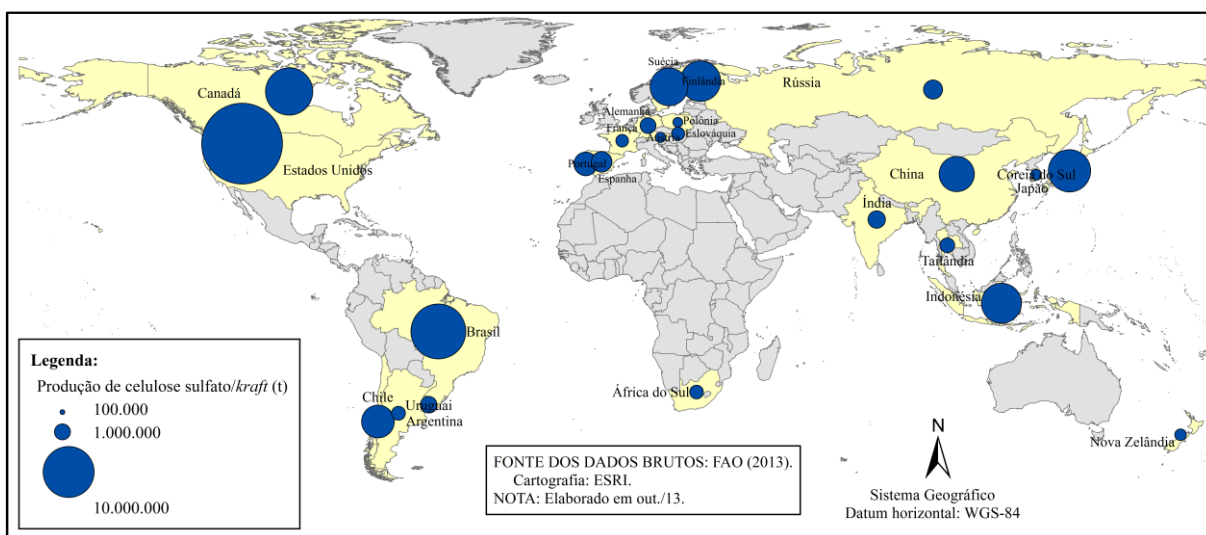 Suécia
Finlândia
Rússia
Canadá
Alemanha
Polônia
França
Eslováquia
Áustria
Estados Unidos
Portugal
Espanha
China
Coreia do Sul
Japão
Índia
Tailândia
Indonésia
Brasil
Legenda:
Produção de celulose sulfato/kraft (t)
100.000
1.000.000
10.000.000
Chile
Uruguai
Argentina
África do Sul
Nova Zelândia
N
FONTE DOS DADOS BRUTOS: FAO (2013).
Cartografia: ESRI.
NOTA: Elaborado em out./13.
Sistema Geográfico
Datum horizontal: WGS-84